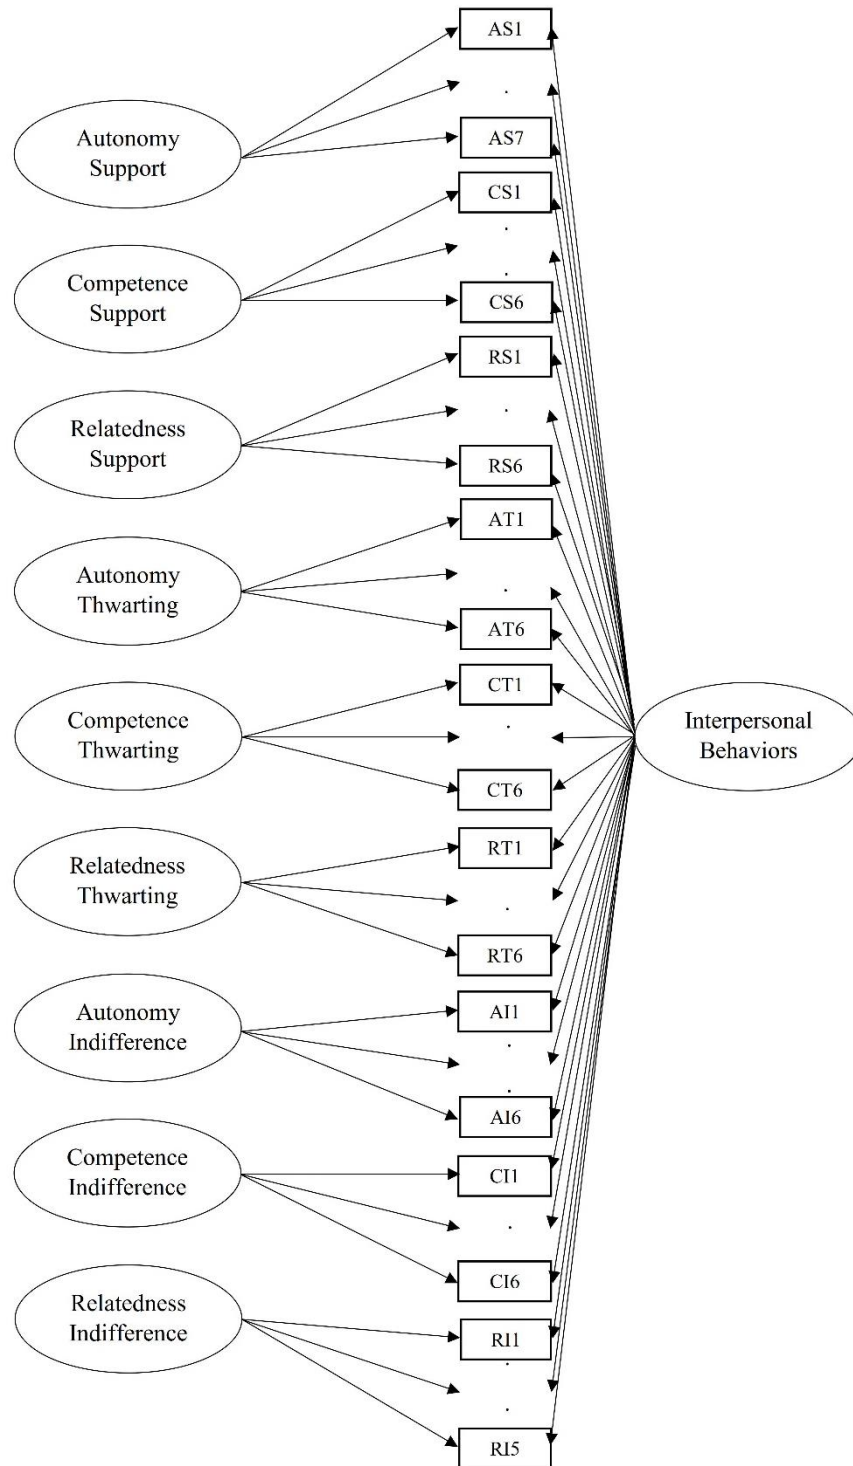 AS1
.
Autonomy
Support
AS7
CS1
.
.
Competence
Support
CS6
RS1
.
Relatedness
Support
RS6
AT1
.
Autonomy
Thwarting
AT6
CT1
.
Competence
Thwarting
CT6
Interpersonal
Behaviors
RT1
.
Relatedness
Thwarting
RT6
AI1
.
.
Autonomy
Indifference
AI6
CI1
.
Competence
Indifference
CI6
RI1
.
.
Relatedness
Indifference
RI5